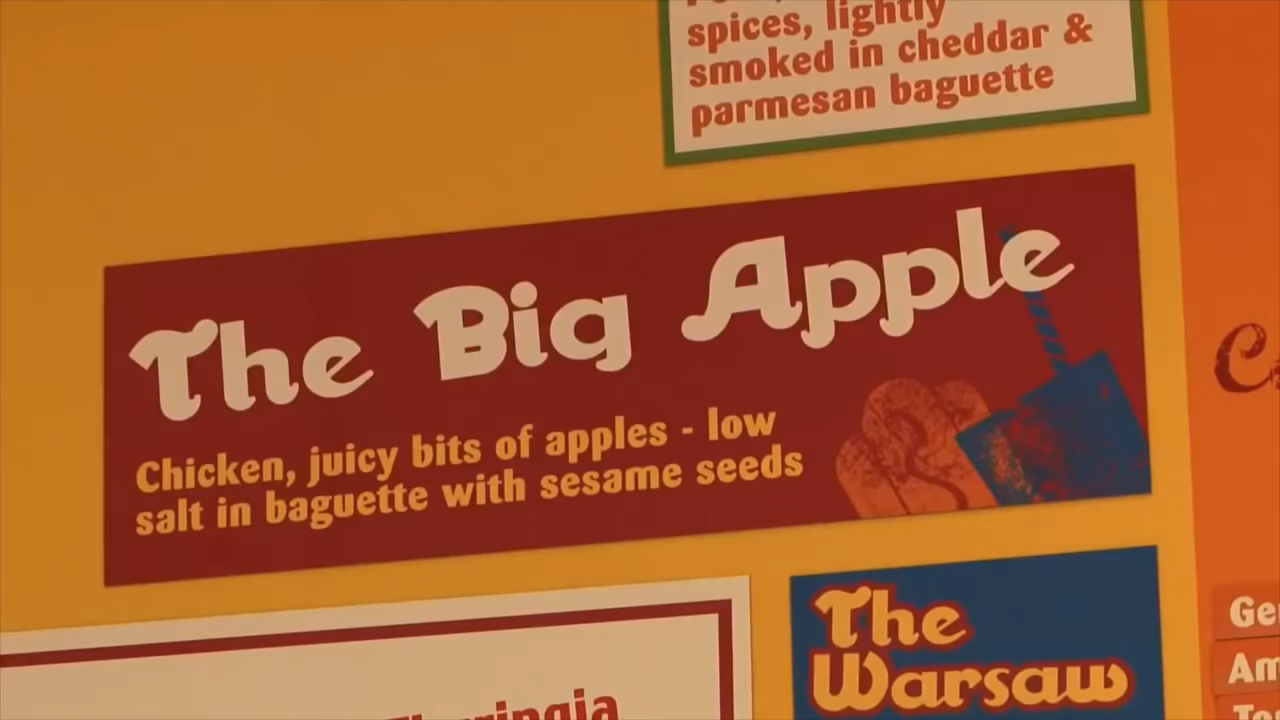 spices, lightly
smoked in cheddar &
parmesan baguette
The Big Apple
Chicken, juicy bits of apples - low
salt in baguette with sesame seeds
The
Warsaw